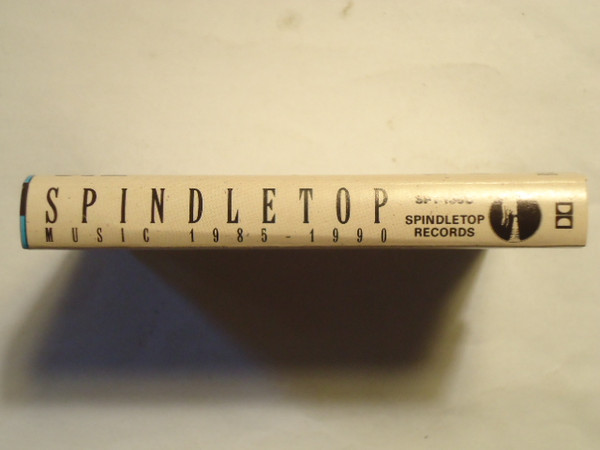 SPINDLETOP
MUSIC 1985-1990
SPINDLETOP
RECORDS